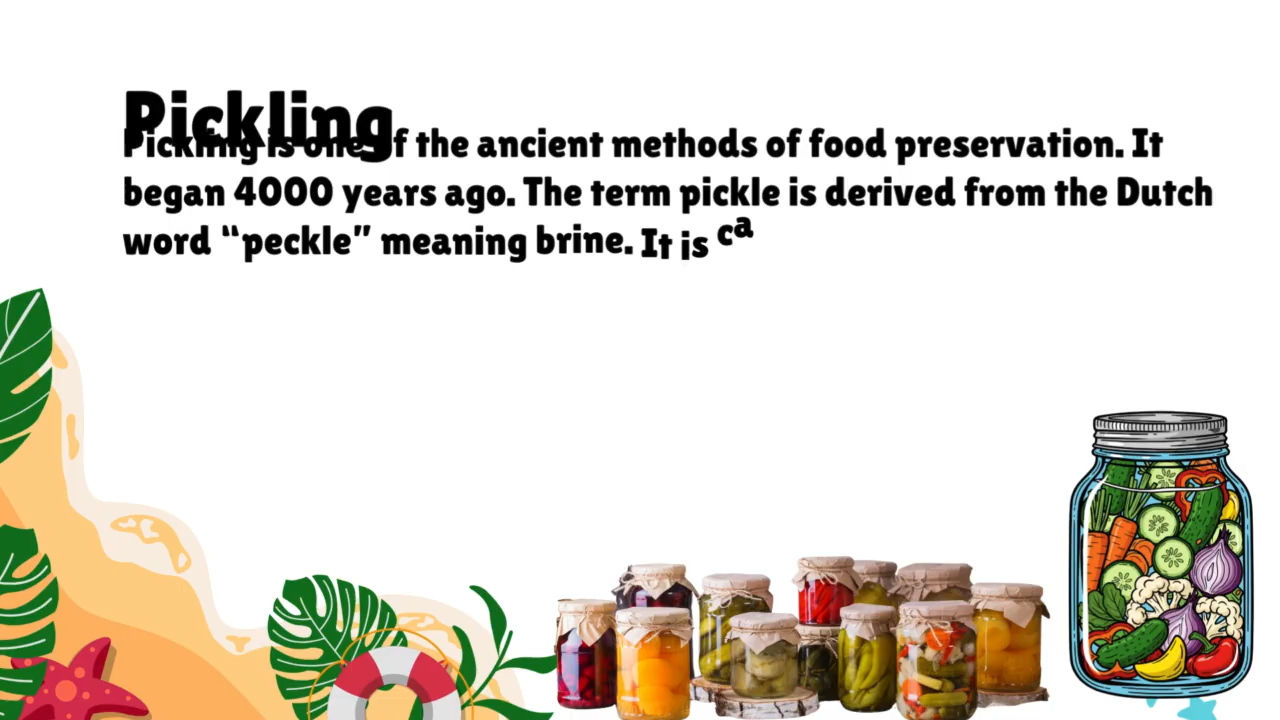 Pickling
Pickling is one of the ancient methods of food preservation. It
began 4000 years ago. The term pickle is derived from the Dutch
word “peckle” meaning brine. It is ca